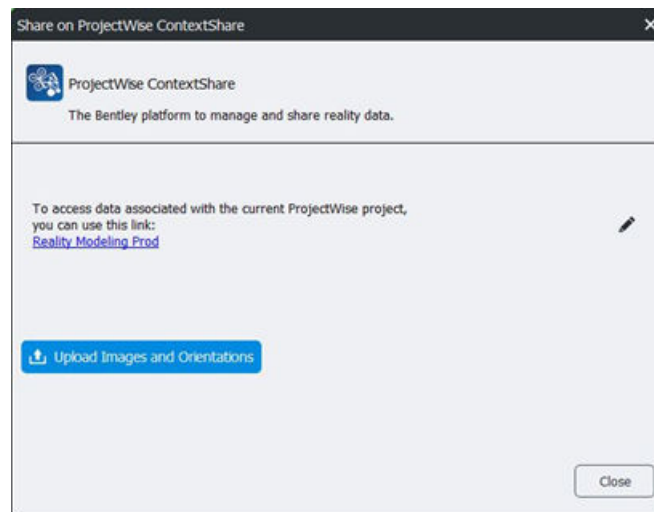 Share on ProjectWise ContextShare
ProjectWise ContextShare
The Bentley platform to manage and share reality data.
To access data associated with the current ProjectWise project,
you can use this link:
Reality Modeling Prod
Upload Images and Orientations
Close